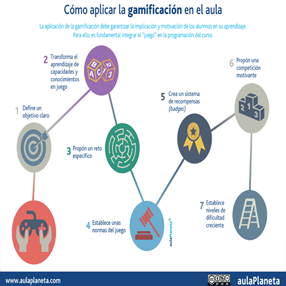 Cómo aplicar la gamificación en el aula
La aplicación de la gamificación debe garantizar la implicación y motivación de los alumnos en su aprendizaje.
Para ello, es fundamental integrar el "juego" en la programación del curso.
1 Define un
objetivo claro
2 Transforma el
aprendizaje de
capacidades y
conocimientos
en juego
3 Propón un reto
específico
4 Establece unas
normas del juego
5 Crea un sistema
de recompensas
(badges)
6 Propón una
competición
motivante
7 Establece
niveles de
dificultad
creciente
aulaPlaneta
www.aulaplaneta.com
aulaPlaneta